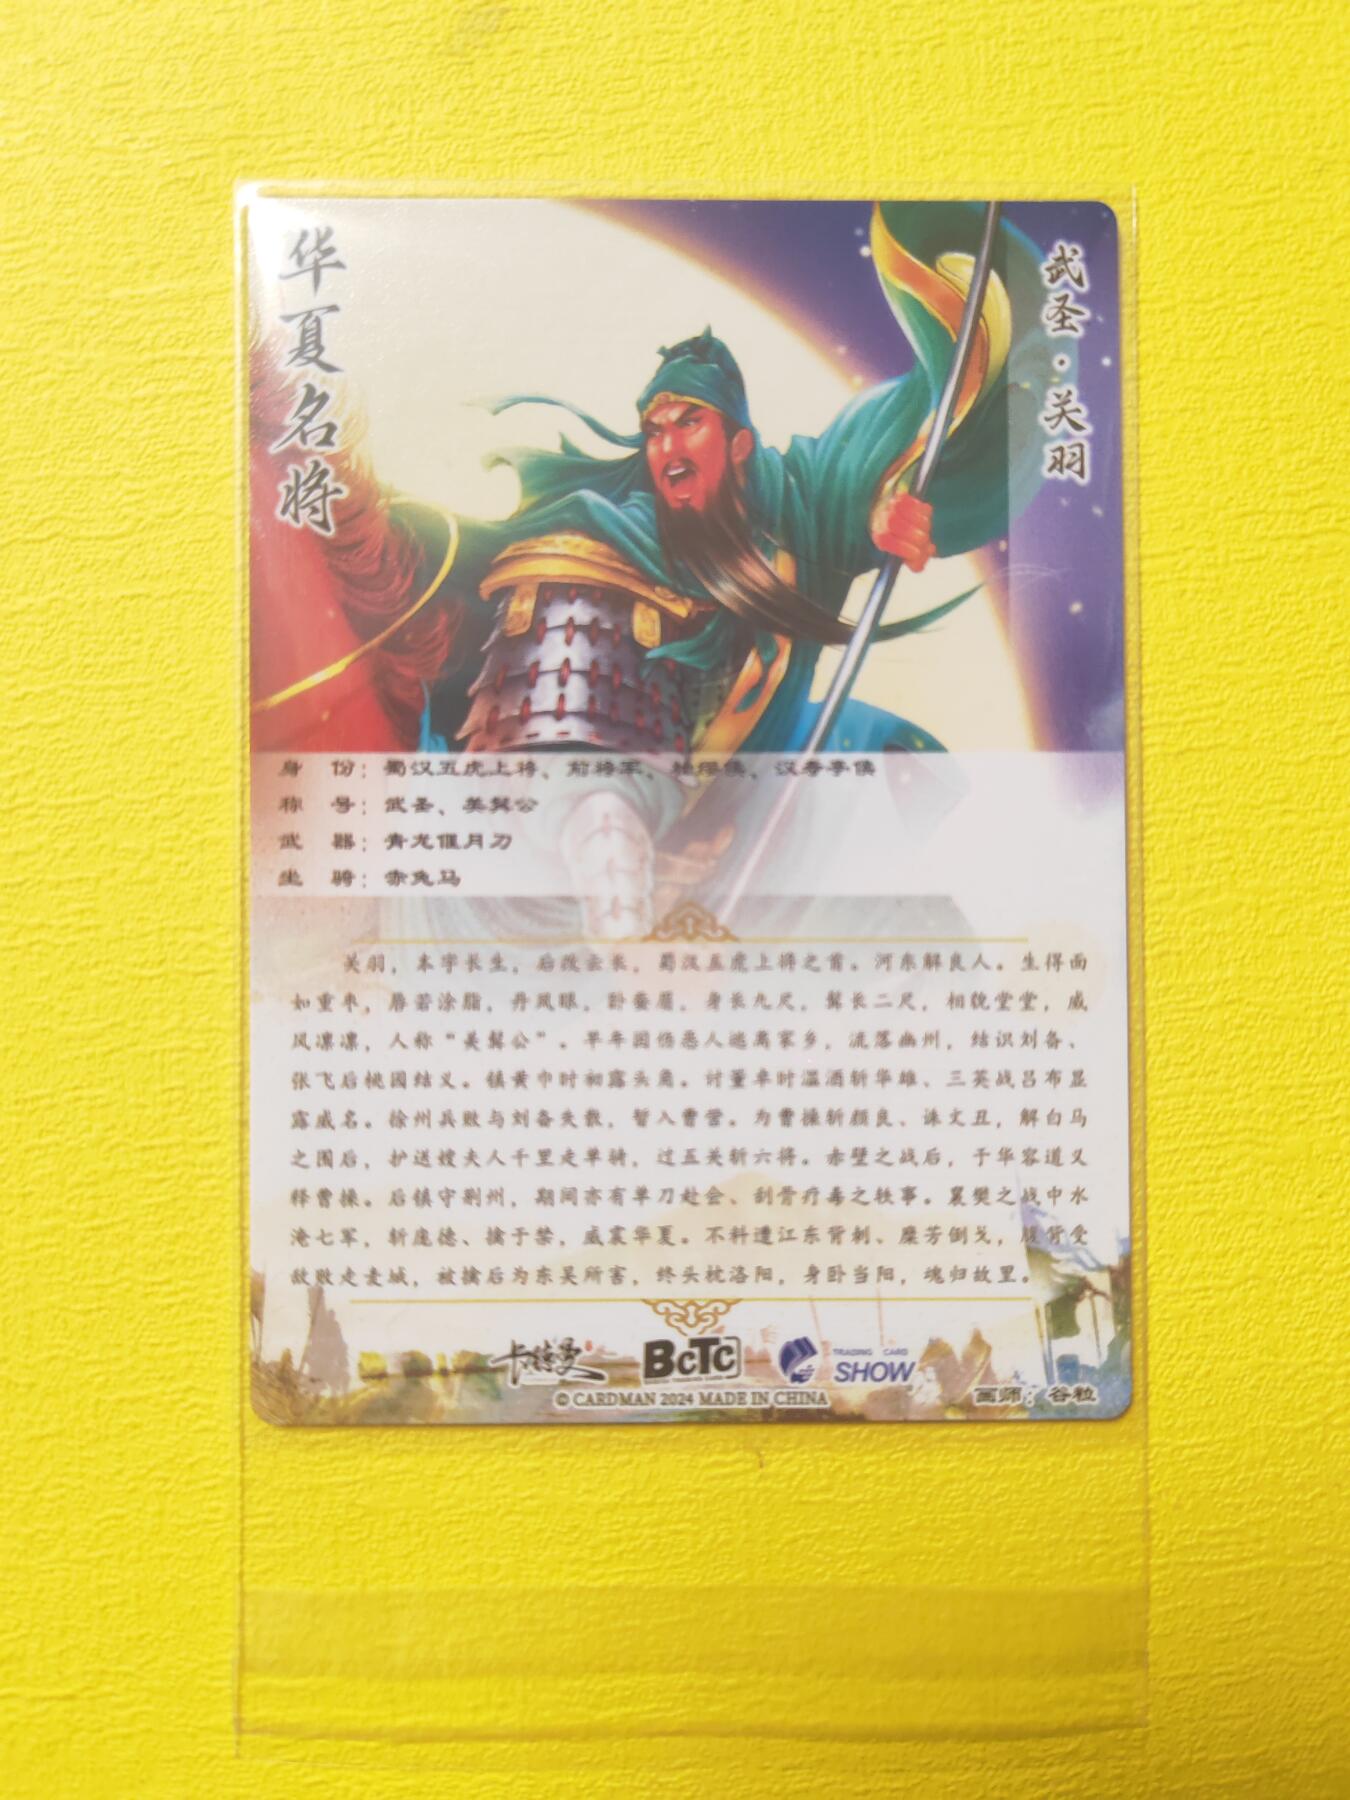 华夏名将
武圣·关羽
身 份：蜀汉五虎上将、前将军、壮缪侯、汉寿亭侯
称 号：武圣、美髯公
武 器：青龙偃月刀
坐 骑：赤兔马
关羽，本字长生，后改云长，蜀汉五虎上将之首。河东解良人。生得面
如重枣，唇若涂脂，丹凤眼，卧蚕眉，身长九尺，髯长二尺，相貌堂堂，威
风凛凛，人称“美髯公”。早年因伤恶人逃离家乡，流落幽州，结识刘备、
张飞后桃园结义。镇黄巾时初露头角。讨董卓时温酒斩华雄、三英战吕布显
露威名。徐州兵败与刘备失散，暂入曹营。为曹操斩颜良、诛文丑，解白马
之围后，护送嫂夫人千里走单骑，过五关斩六将。赤壁之战后，于华容道义
释曹操。后镇守荆州，期间亦有单刀赴会、刮骨疗毒之轶事。襄樊之战中水
淹七军，斩庞德、擒于禁，威震华夏。不料遭江东背刺、糜芳倒戈，腹背受
敌败走麦城，被擒后为东吴所害，终头枕洛阳，身卧当阳，魂归故里。
卡德曼 BCTC TRADING CARD SHOW
© CARDMAN 2024 MADE IN CHINA
画师：谷粒